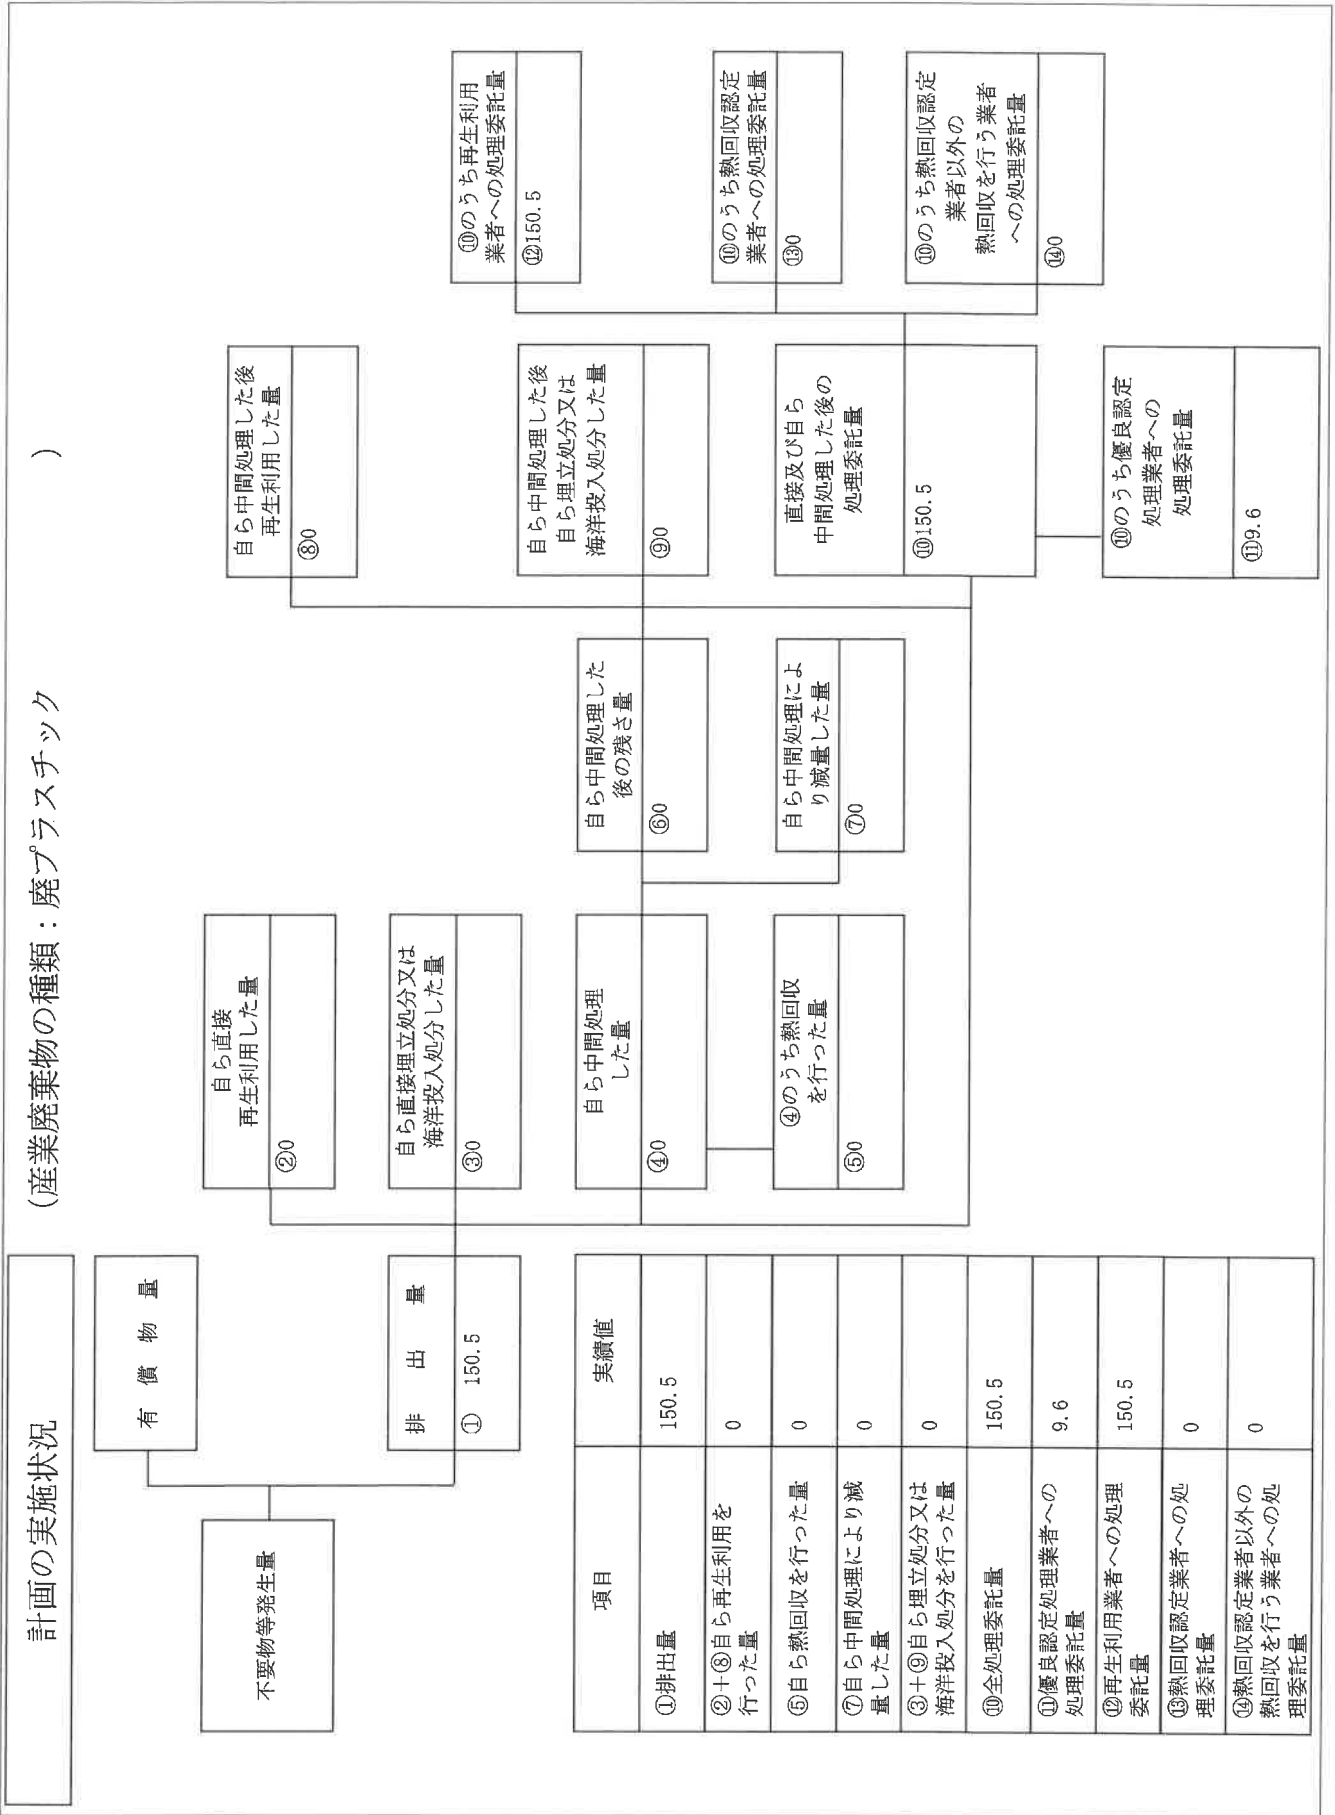 計画の実施状況
(産業廃棄物の種類：廃プラスチック　　　　　　　)
不要物等発生量
有償物量
排出量
① 150.5
自ら直接
再生利用した量
②0
自ら直接埋立処分又は
海洋投入処分した量
③0
自ら中間処理
した量
④0
④のうち熱回収
を行った量
⑤0
自ら中間処理した
後の残さ量
⑥0
自ら中間処理によ
り減量した量
⑦0
自ら中間処理した後
再生利用した量
⑧0
自ら中間処理した後
自ら埋立処分又は
海洋投入処分した量
⑨0
直接及び自ら
中間処理した後の
処理委託量
⑩150.5
⑩のうち優良認定
処理業者への
処理委託量
⑪9.6
⑩のうち再生利用
業者への処理委託量
⑫150.5
⑩のうち熱回収認定
業者への処理委託量
⑬0
⑩のうち熱回収認定
業者以外の
熱回収を行う業者
への処理委託量
⑭0
項目 実績値
①排出量 150.5
②＋⑧自ら再生利用を
行った量 0
⑤自ら熱回収を行った量 0
⑦自ら中間処理により減
量した量 0
③＋⑨自ら埋立処分又は
海洋投入処分を行った量 0
⑩全処理委託量 150.5
⑪優良認定処理業者への
処理委託量 9.6
⑫再生利用業者への処理
委託量 150.5
⑬熱回収認定業者への処
理委託量 0
⑭熱回収認定業者以外の
熱回収を行う業者への処
理委託量 0